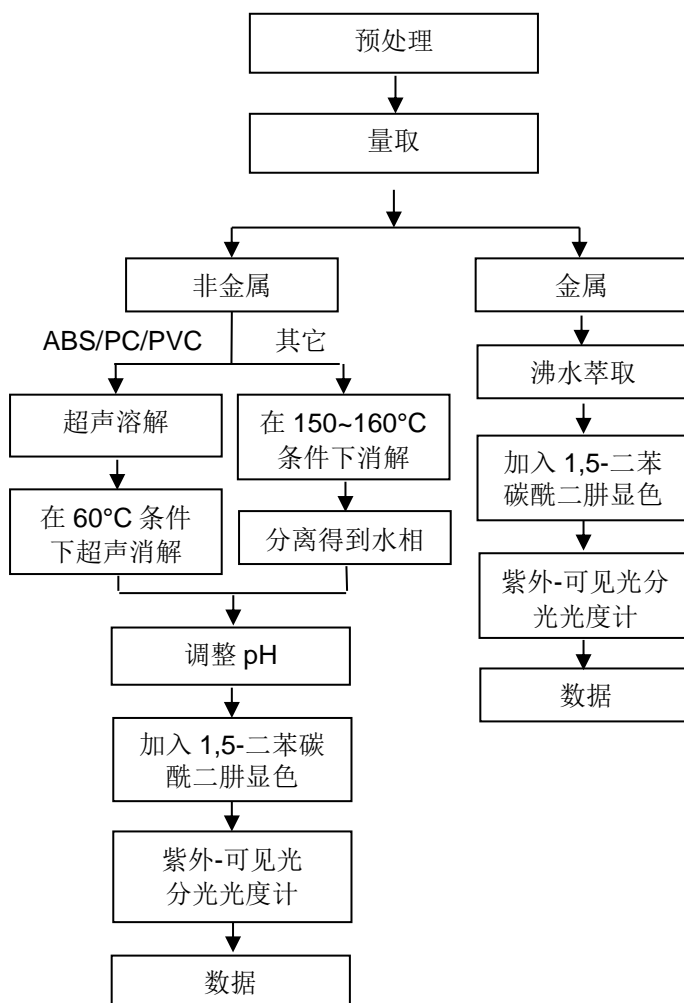 预处理
量取
非金属
金属
ABS/PC/PVC
其它
沸水萃取
超声溶解
在 150~160°C
条件下消解
加入 1,5-二苯
碳酰二肼显色
在 60°C 条件
下超声消解
分离得到水相
紫外-可见光分
光光度计
调整 pH
数据
加入 1,5-二苯碳
酰二肼显色
紫外-可见光
分光光度计
数据